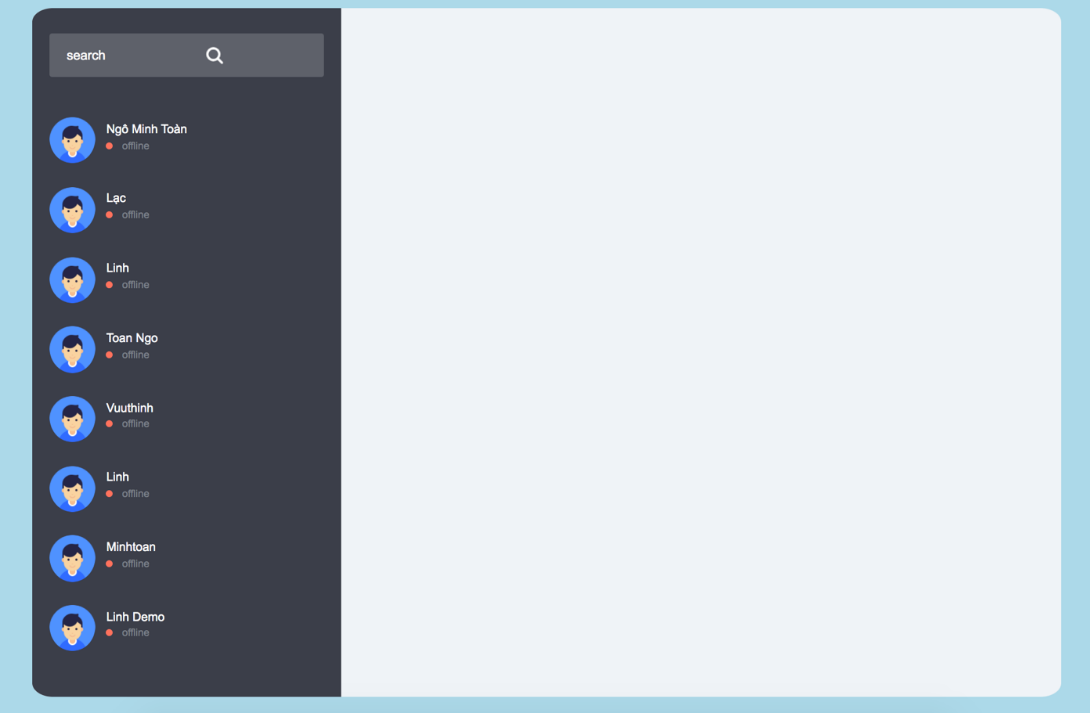 search
Ngô Minh Toàn
offline
Lạc
offline
Linh
offline
Toan Ngo
offline
Vuuthinh
offline
Linh
offline
Minhtoan
offline
Linh Demo
offline